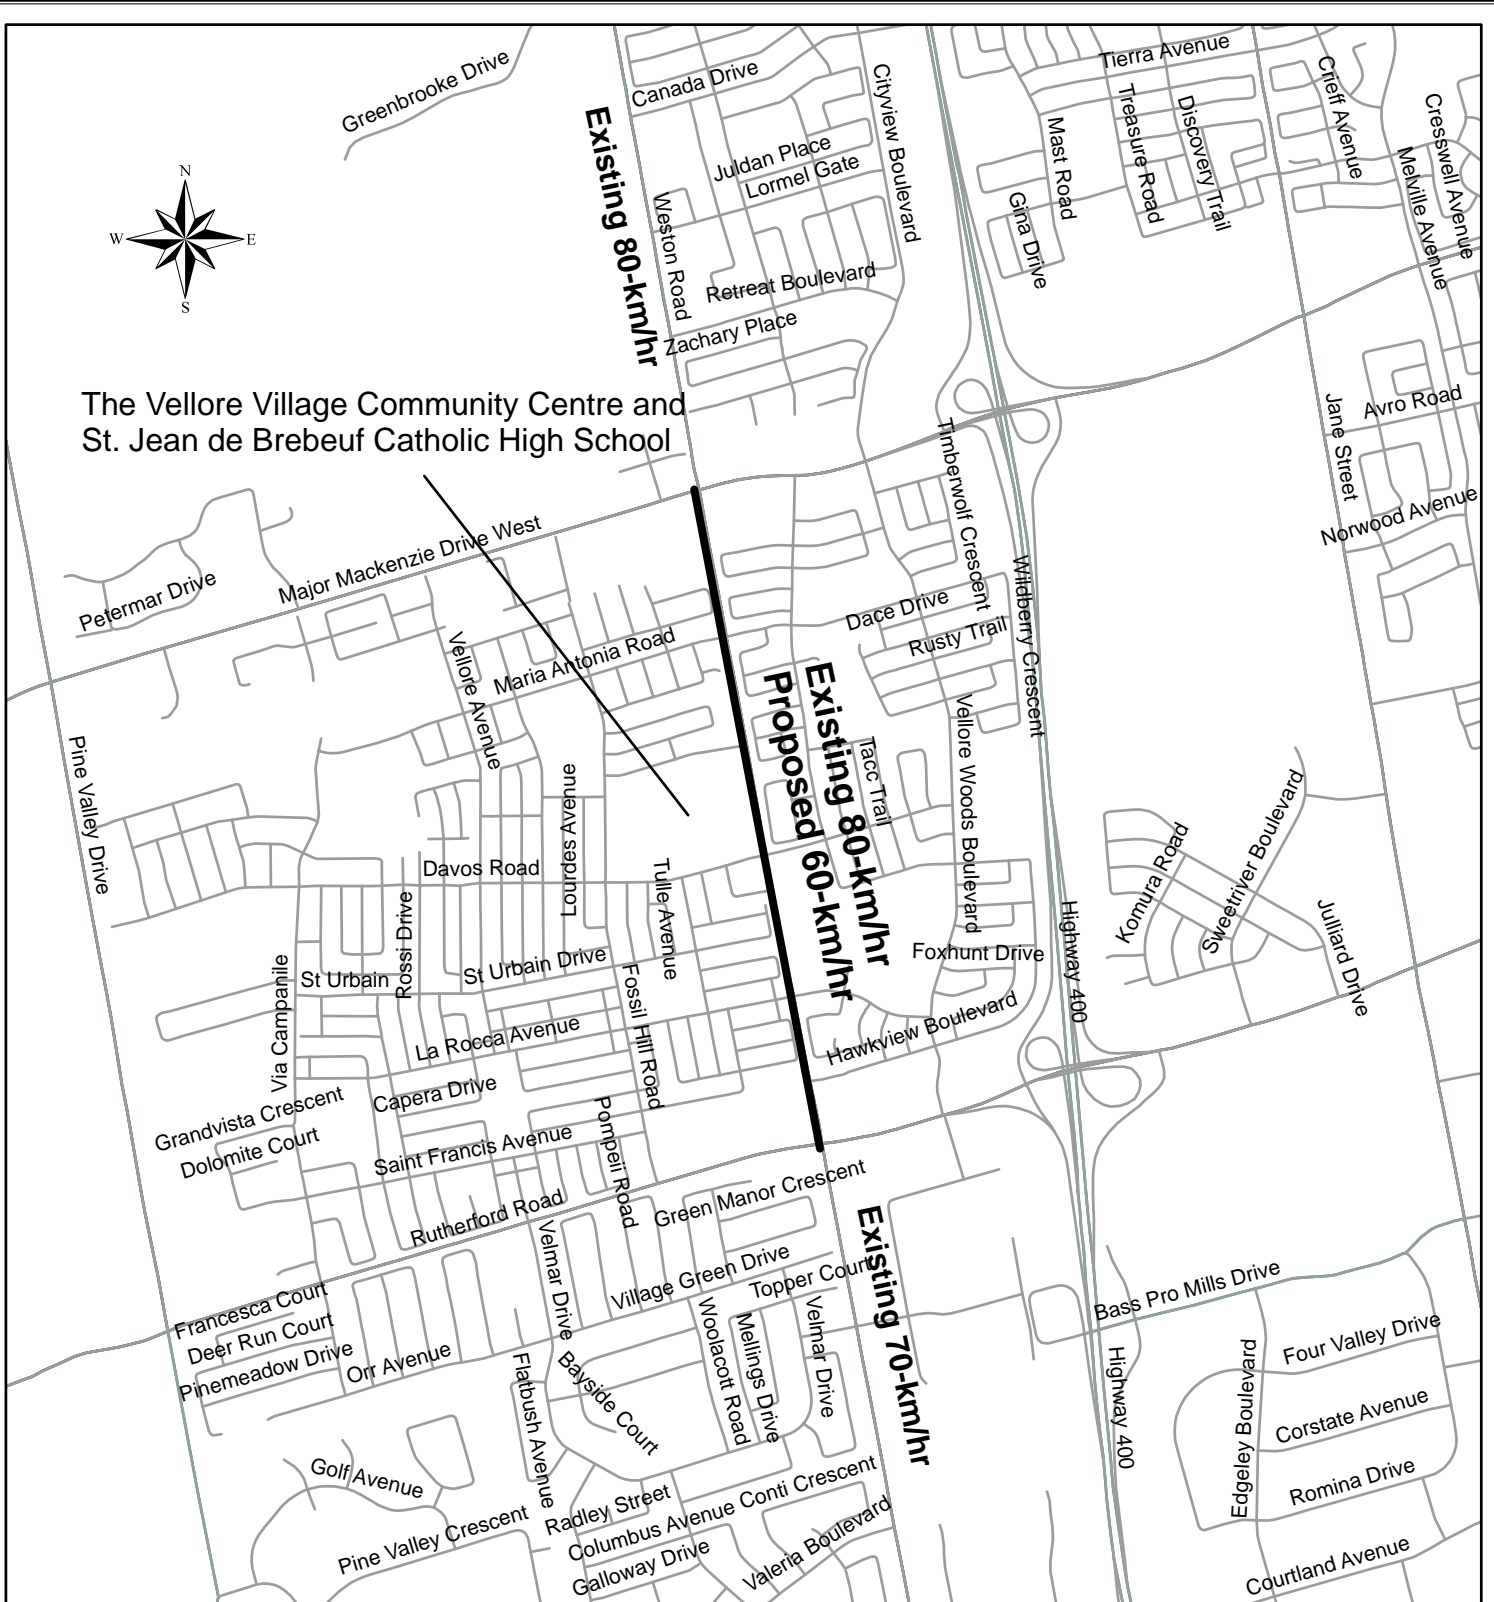 Greenbrooke Drive
Canada Drive
Cityview Boulevard
Tierra Avenue
Crieff Avenue
Cresswell Avenue
Treasure Road
Discovery Trail
Mast Road
Melville Avenue
Existing 80-km/hr
Juldan Place
Lormel Gate
Weston Road
Gina Drive
N
W
E
S
Retreat Boulevard
Zachary Place
The Vellore Village Community Centre and
St. Jean de Brebeuf Catholic High School
Jane Street
Avro Road
Norwood Avenue
Timberwolf Crescent
Wildberry Crescent
Major Mackenzie Drive West
Petermar Drive
Dace Drive
Rusty Trail
Vellore Avenue
Maria Antonia Road
Existing 80-km/hr
Proposed 60-km/hr
Tacc Trail
Vellore Woods Boulevard
Pine Valley Drive
Lourdes Avenue
Davos Road
Tulle Avenue
Rossi Drive
Komura Road
Sweetriver Boulevard
Julliard Drive
Highway 400
Foxhunt Drive
St Urbain
St Urbain Drive
Via Campanile
Fossil Hill Road
Hawkview Boulevard
La Rocca Avenue
Capera Drive
Grandvista Crescent
Dolomite Court
Pompeii Road
Saint Francis Avenue
Rutherford Road
Green Manor Crescent
Existing 70-km/hr
Velmar Drive
Village Green Drive
Topper Court
Bass Pro Mills Drive
Francesca Court
Deer Run Court
Pinemeadow Drive
Orr Avenue
Woolacott Road
Mellings Drive
Velmar Drive
Four Valley Drive
Flatbush Avenue
Bayside Court
Highway 400
Edgeley Boulevard
Corstate Avenue
Golf Avenue
Romina Drive
Radley Street
Columbus Avenue
Conti Crescent
Pine Valley Crescent
Galloway Drive
Valeria Boulevard
Courtland Avenue